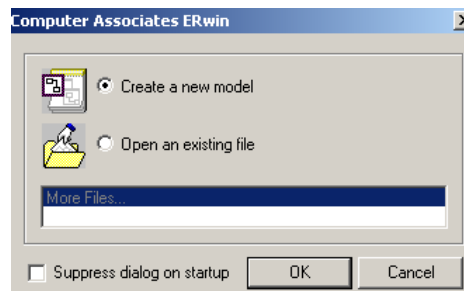 Computer Associates ERwin
Create a new model
Open an existing file
More Files...
Suppress dialog on startup OK Cancel